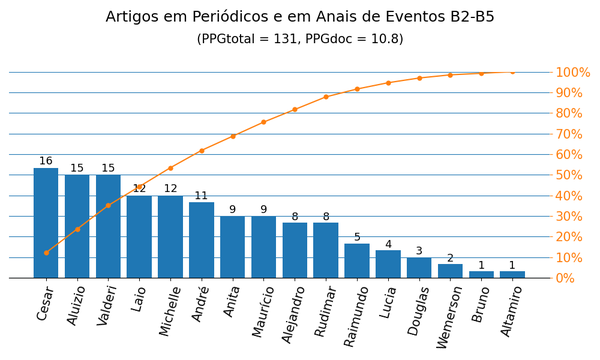 Artigos em Periódicos e em Anais de Eventos B2-B5
(PPGtotal = 131, PPGdoc = 10.8)
100%
90%
80%
70%
60%
50%
40%
30%
20%
10%
0%
16
15
15
12
12
11
9
9
8
8
5
4
3
2
1
1
Cesar
Aluizio
Valderi
Laio
Michelle
André
Anita
Maurício
Alejandro
Rudimar
Raimundo
Lucia
Douglas
Wemerson
Bruno
Altamiro